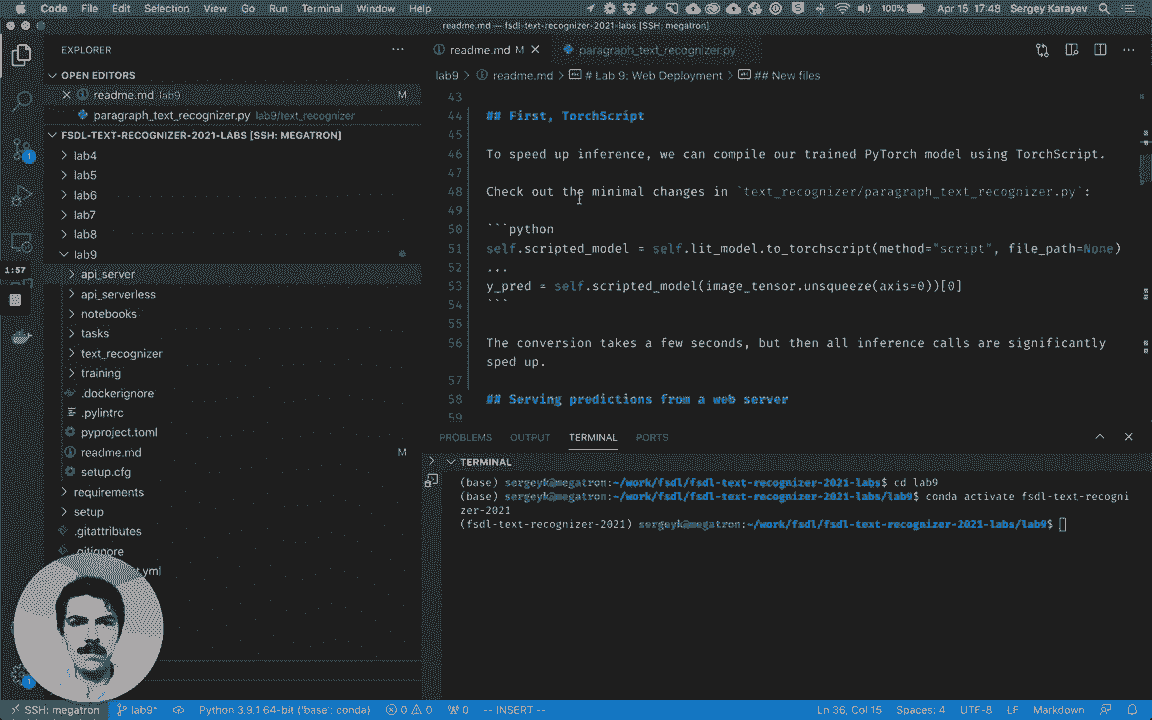 Code File Edit Selection View Go Run Terminal Window Help 100% Apr 15 17:48 Sergey Karayev
readme.md — fsdl-text-recognizer-2021-labs [SSH: megatron]
EXPLORER
OPEN EDITORS
readme.md lab9 M
paragraph_text_recognizer.py lab9/text_recognizer
FSDL-TEXT-RECOGNIZER-2021-LABS [SSH: MEGATRON]
lab4
lab5
lab6
lab7
lab8
lab9
api_server
api_serverless
notebooks
tasks
text_recognizer
training
.dockerignore
.pylintrc
pyproject.toml
readme.md M
setup.cfg
requirements
setup
.gitattributes
.gitignore
.yml
1
1:57
1
readme.md M
paragraph_text_recognizer.py
lab9 > readme.md > # Lab 9: Web Deployment > ## New files
43
44 ## First, TorchScript
45
46 To speed up inference, we can compile our trained PyTorch model using TorchScript.
47
48 Check out the minimal changes in `text_recognizer/paragraph_text_recognizer.py`:
49
50 ```python
51 self.scripted_model = self.lit_model.to_torchscript(method="script", file_path=None)
52 ...
53 y_pred = self.scripted_model(image_tensor.unsqueeze(axis=0))[0]
54 ```
55
56 The conversion takes a few seconds, but then all inference calls are significantly
sped up.
57
58 ## Serving predictions from a web server
59
PROBLEMS OUTPUT TERMINAL PORTS
TERMINAL
(base) sergeyk@megatron:~/work/fsdl/fsdl-text-recognizer-2021-labs$ cd lab9
(base) sergeyk@megatron:~/work/fsdl/fsdl-text-recognizer-2021-labs/lab9$ conda activate fsdl-text-recogni
zer-2021
(fsdl-text-recognizer-2021) sergeyk@megatron:~/work/fsdl/fsdl-text-recognizer-2021-labs/lab9$
SSH: megatron lab9* Python 3.9.1 64-bit ('base': conda) 0 0 0 -- INSERT -- Ln 36, Col 15 Spaces: 4 UTF-8 LF Markdown